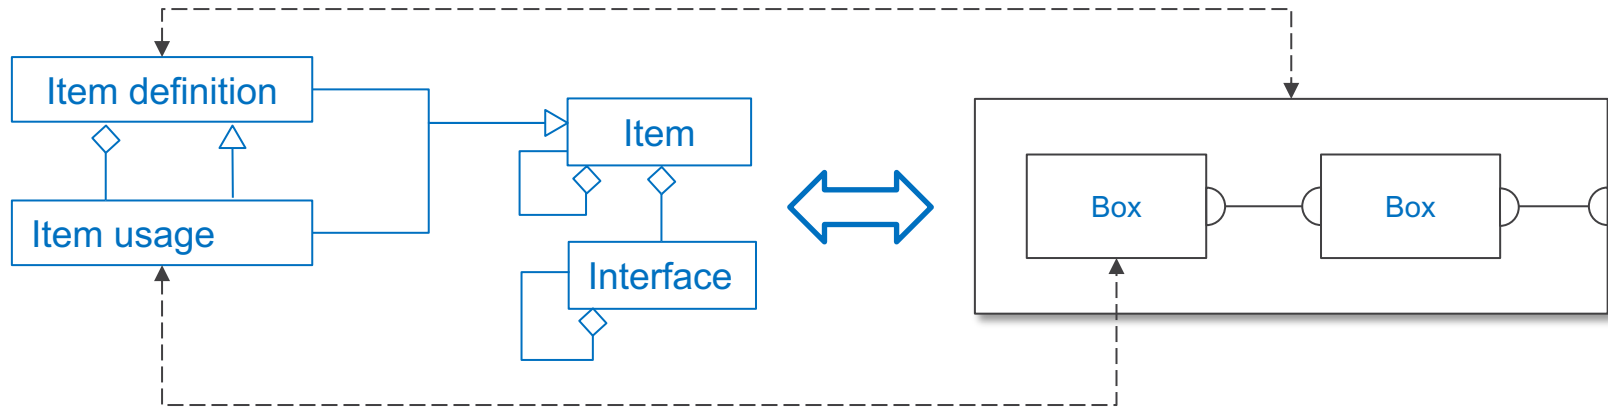 Item definition
Item usage
Item
Interface
Box
Box